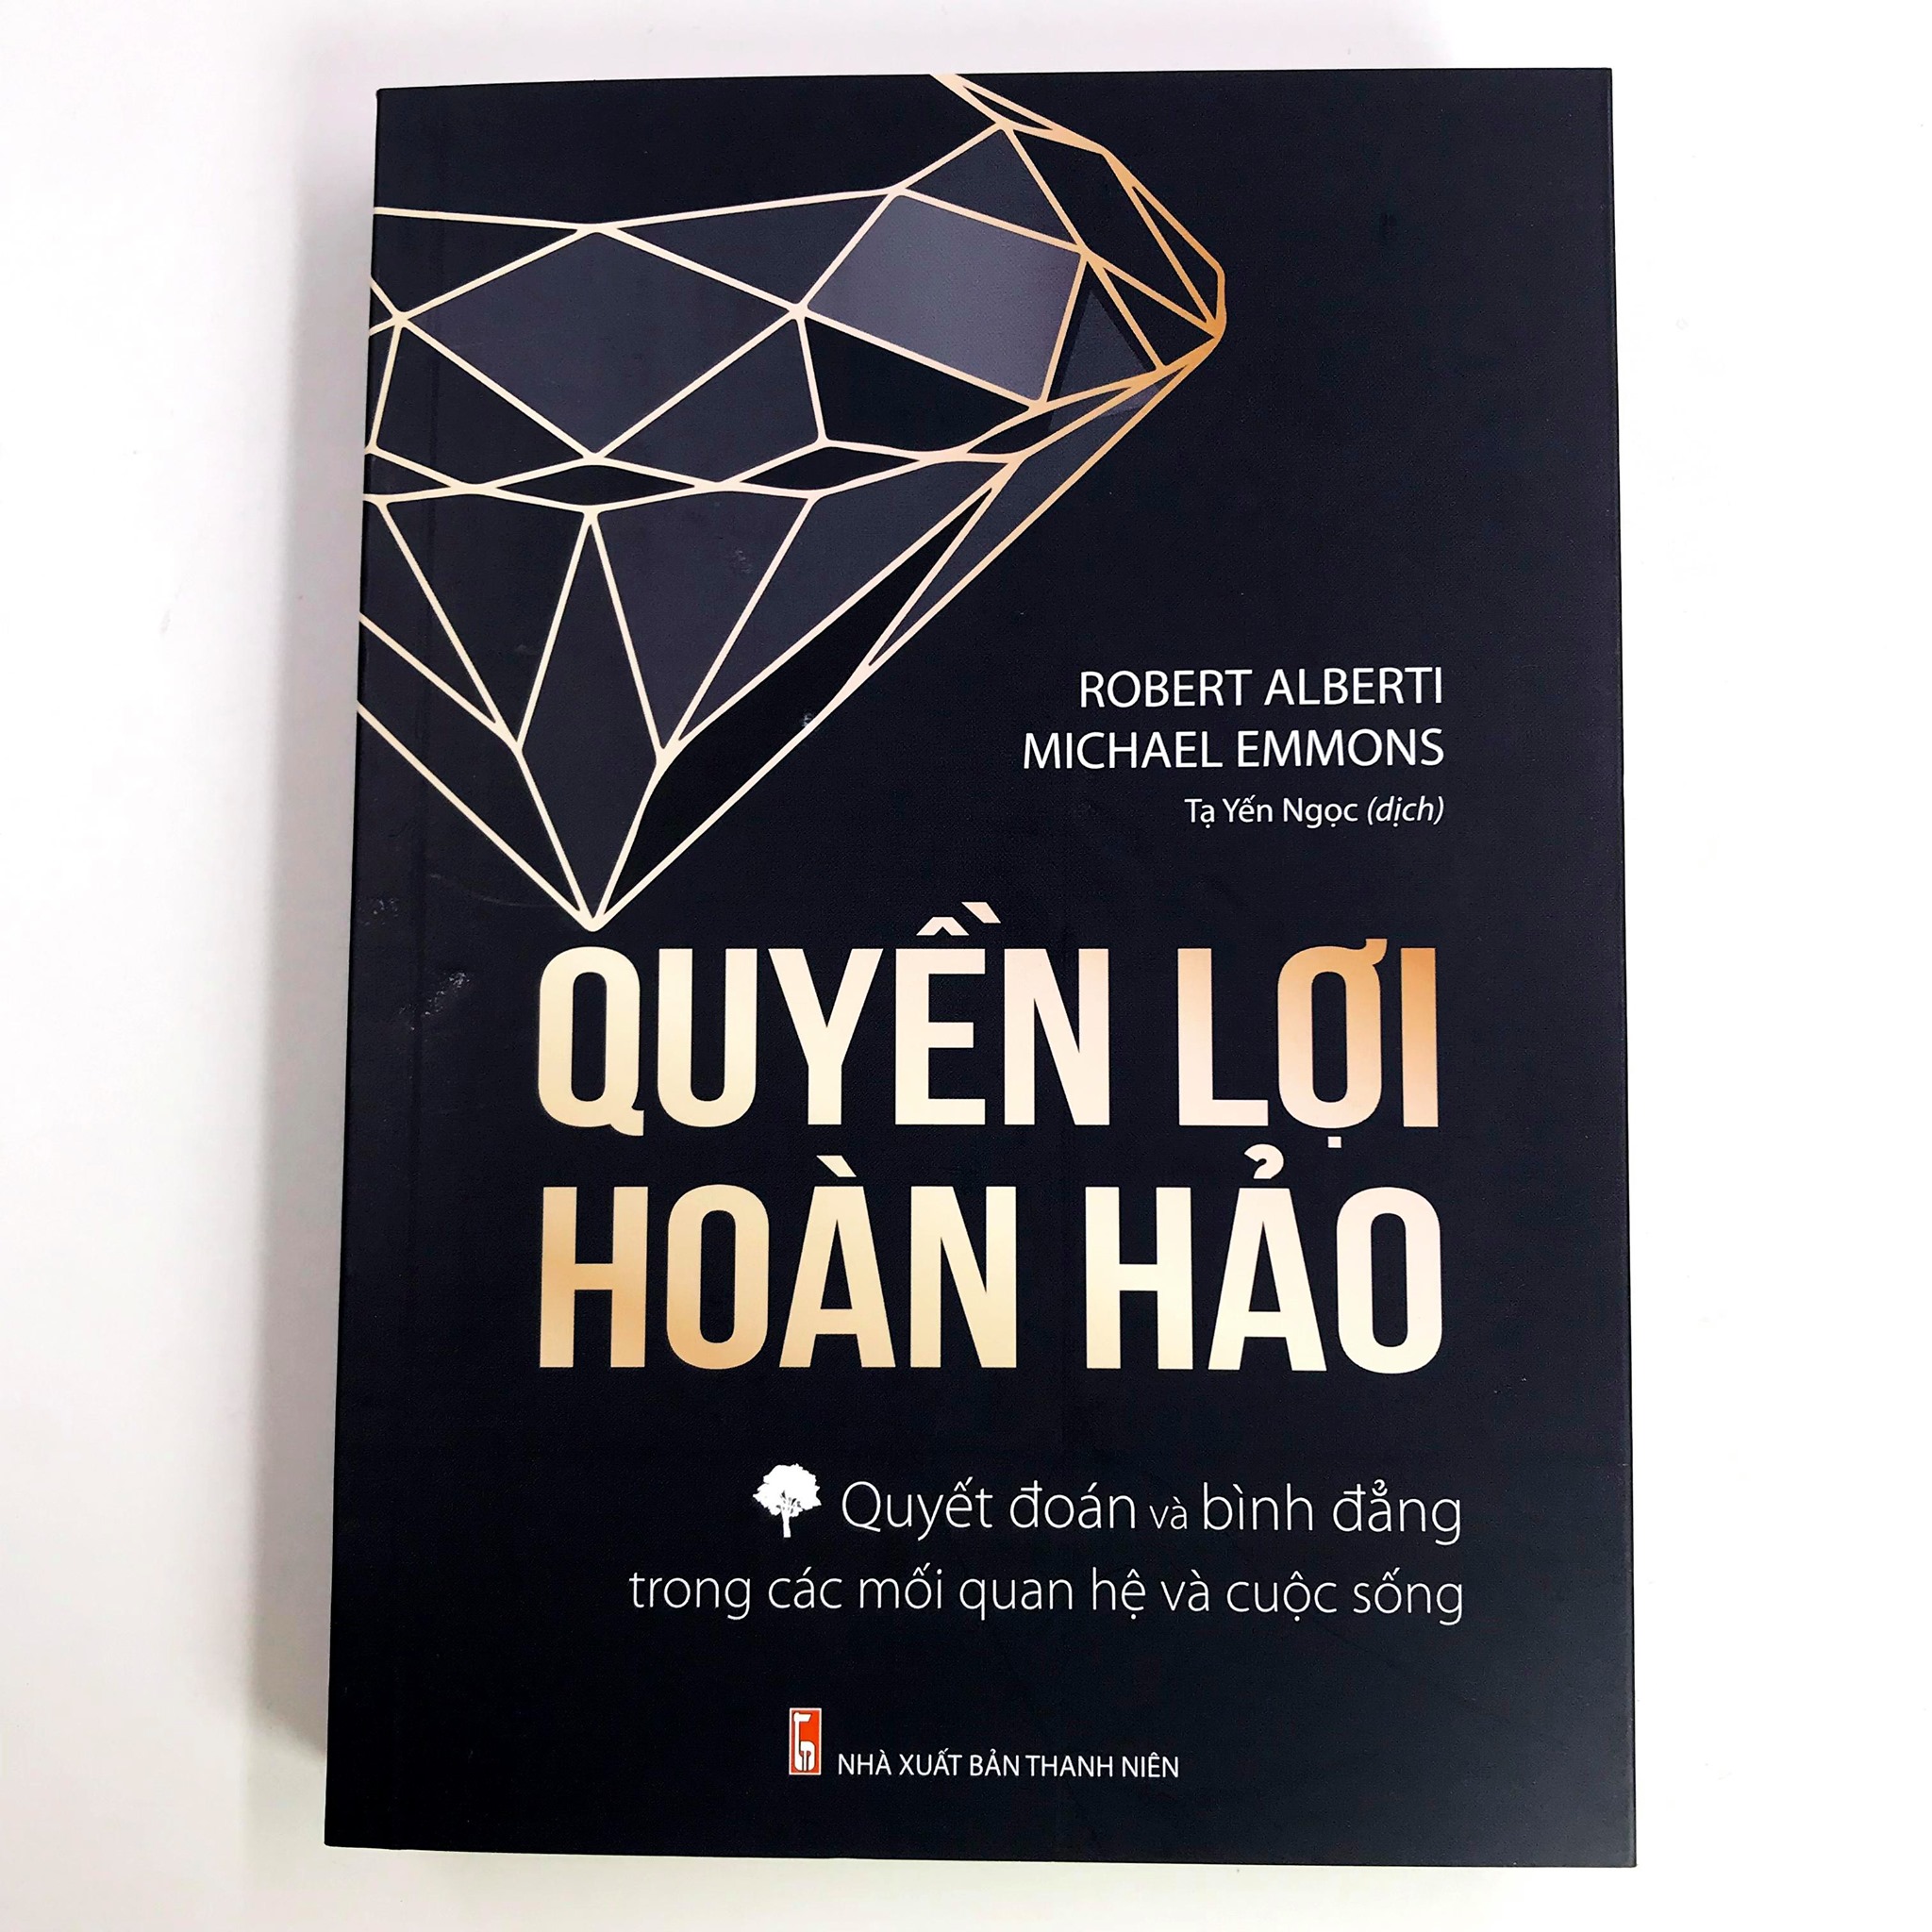 ROBERT ALBERTI
MICHAEL EMMONS
Tạ Yến Ngọc (dịch)
QUYỀN LỢI
HOÀN HẢO
Quyết đoán và bình đẳng
trong các mối quan hệ và cuộc sống
NHÀ XUẤT BẢN THANH NIÊN